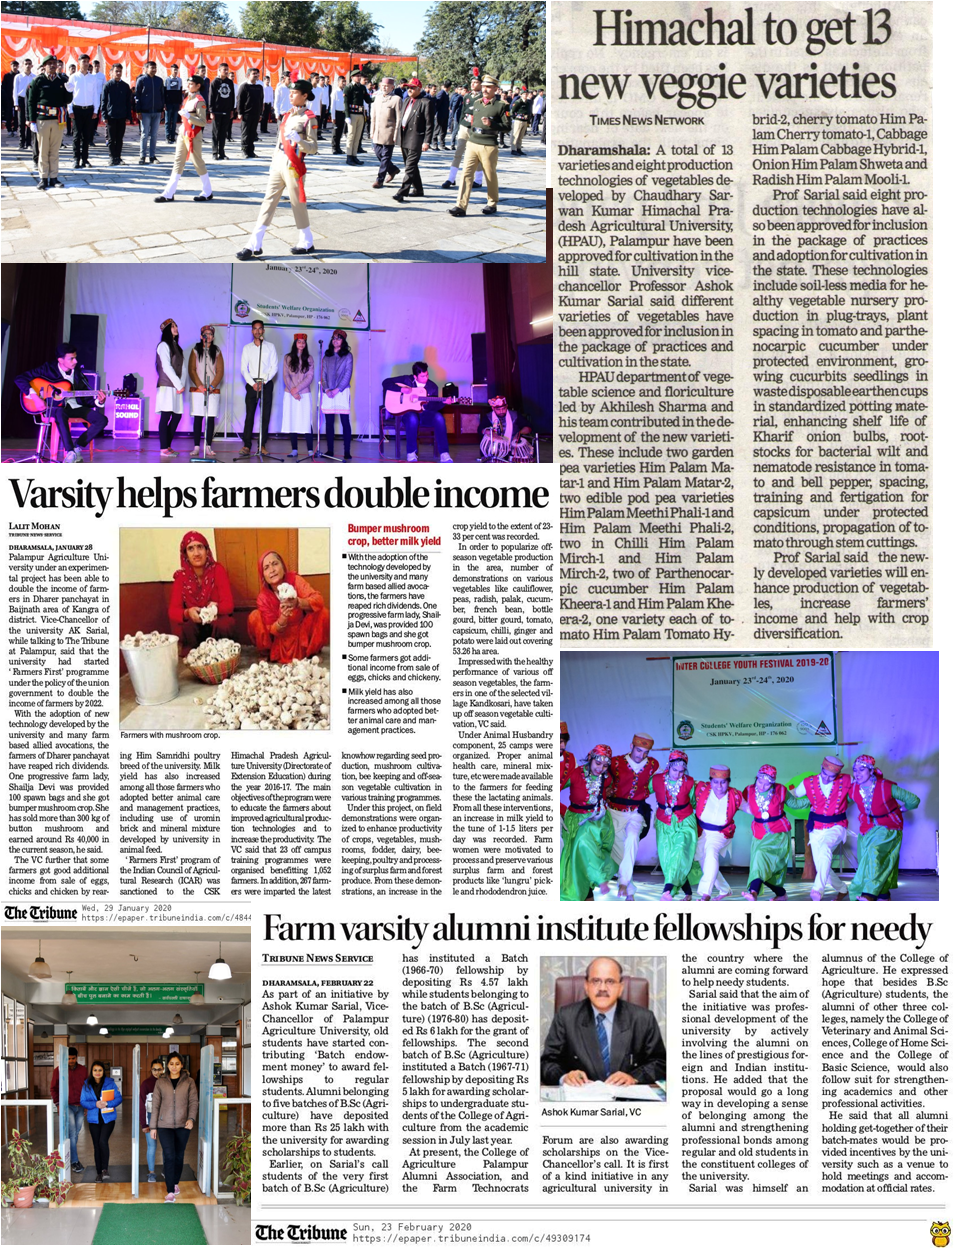 Himachal to get 13
new veggie varieties
TIMES NEWS NETWORK
Dharamshala: A total of 13
varieties and eight production
technologies of vegetables de-
veloped by Chaudhary Sar-
wan Kumar Himachal Pra-
desh Agricultural University,
(HPAU), Palampur have been
approved for cultivation in the
hill state. University vice-
chancellor Professor Ashok
Kumar Sarial said different
varieties of vegetables have
been approved for inclusion in
the package of practices and
cultivation in the state.
HPAU department of vege-
table science and floriculture
led by Akhilesh Sharma and
his team contributed in the de-
velopment of the new varieti-
es. These include two garden
pea varieties Him Palam Ma-
tar-1 and Him Palam Matar-2,
two edible pod pea varieties
Him Palam Meethi Phali-1 and
Him Palam Meethi Phali-2,
two in Chilli Him Palam
Mirch-1 and Him Palam
Mirch-2, two of Parthenocar-
pic cucumber Him Palam
Kheera-1 and Him Palam Khe-
era-2, one variety each of to-
mato Him Palam Tomato Hy-
brid-2, cherry tomato Him Pa-
lam Cherry tomato-1, Cabbage
Him Palam Cabbage Hybrid-1,
Onion Him Palam Shweta and
Radish Him Palam Mooli-1.
Prof Sarial said eight pro-
duction technologies have al-
so been approved for inclusion
in the package of practices
and adoption for cultivation in
the state. These technologies
include soil-less media for he-
althy vegetable nursery pro-
duction in plug-trays, plant
spacing in tomato and parthe-
nocarpic cucumber under
protected environment, gro-
wing cucurbits seedlings in
waste disposable earthen cups
in standardized potting mate-
rial, enhancing shelf life of
Kharif onion bulbs, root-
stocks for bacterial wilt and
nematode resistance in toma-
to and bell pepper, spacing,
training and fertigation for
capsicum under protected
conditions, propagation of to-
mato through stem cuttings.
Prof Sarial said the new-
ly developed varieties will en-
hance production of vegetab-
les, increase farmers'
income and help with crop
diversification.
January 23rd-24th, 2020
Students' Welfare Organization
CSK HPKV, Palampur, HP - 176 062
RAHUL
SOUND
Varsity helps farmers double income
LALIT MOHAN
TRIBUNE NEWS SERVICE
DHARAMSALA, JANUARY 28
Palampur Agriculture Uni-
versity under an experimen-
tal project has been able to
double the income of farm-
ers in Dharer panchayat in
Baijnath area of Kangra of
district. Vice-Chancellor of
the university AK Sarial,
while talking to The Tribune
at Palampur, said that the
university had started
'Farmers First' programme
under the policy of the union
government to double the
income of farmers by 2022.
With the adoption of new
technology developed by the
university and many farm
based allied avocations, the
farmers of Dharer panchayat
have reaped rich dividends.
One progressive farm lady,
Shailja Devi was provided
100 spawn bags and she got
bumper mushroom crop. She
has sold more than 300 kg of
button mushroom and
earned around Rs 40,000 in
the current season, he said.
The VC further that some
farmers got good additional
income from sale of eggs,
chicks and chicken by rear-
Farmers with mushroom crop.
ing Him Samridhi poultry
breed of the university. Milk
yield has also increased
among all those farmers who
adopted better animal care
and management practices,
including use of uromin
brick and mineral mixture
developed by university in
animal feed.
'Farmers First' program of
the Indian Council of Agricul-
tural Research (ICAR) was
sanctioned to the CSK
Himachal Pradesh Agricul-
ture University (Directorate of
Extension Education) during
the year 2016-17. The main
objectives of the program were
to educate the farmers about
improved agricultural produc-
tion technologies and to
increase the productivity. The
VC said that 23 off campus
training programmes were
organised benefitting 1,052
farmers. In addition, 267 farm-
ers were imparted the latest
Bumper mushroom
crop, better milk yield
With the adoption of the
technology developed by
the university and many
farm based allied avoca-
tions, the farmers have
reaped rich dividends. One
progressive farm lady, Shail-
ja Devi, was provided 100
spawn bags and she got
bumper mushroom crop.
Some farmers got addi-
tional income from sale of
eggs, chicks and chickeny.
Milk yield has also
increased among all those
farmers who adopted bet-
ter animal care and man-
agement practices.
knowhow regarding seed pro-
duction, mushroom cultiva-
tion, bee keeping and off-sea-
son vegetable cultivation in
various training programmes.
Under this project, on field
demonstrations were organ-
ized to enhance productivity
of crops, vegetables, mush-
rooms, fodder, dairy, bee-
keeping, poultry and process-
ing of surplus farm and forest
produce. From these demon-
strations, an increase in the
crop yield to the extent of 23-
33 per cent was recorded.
In order to popularize off-
season vegetable production
in the area, number of
demonstrations on various
vegetables like cauliflower,
peas, radish, palak, cucum-
ber, french bean, bottle
gourd, bitter gourd, tomato,
capsicum, chilli, ginger and
potato were laid out covering
53.26 ha area.
Impressed with the healthy
performance of various off
season vegetables, the farm-
ers in one of the selected vil-
lage Kandkosari, have taken
up off season vegetable culti-
vation, VC said.
Under Animal Husbandry
component, 25 camps were
organized. Proper animal
health care, mineral mix-
ture, etc were made available
to the farmers for feeding
these the lactating animals.
From all these interventions,
an increase in milk yield to
the tune of 1-1.5 liters per
day was recorded. Farm
women were motivated to
process and preserve various
surplus farm and forest
products like 'lungru' pick-
le and rhododendron juice.
The Tribune
Wed, 29 January 2020
https://epaper.tribuneindia.com/c/484
INTER COLLEGE YOUTH FESTIVAL 2019-20
January 23rd-24th, 2020
Students' Welfare Organization
CSK HPKV, Palampur, HP - 176 062
Farm varsity alumni institute fellowships for needy
TRIBUNE NEWS SERVICE
DHARAMSALA, FEBRUARY 22
As part of an initiative by
Ashok Kumar Sarial, Vice-
Chancellor of Palampur
Agriculture University, old
students have started con-
tributing 'Batch endow-
ment money' to award fel-
lowships to regular
students. Alumni belonging
to five batches of B.Sc (Agri-
culture) have deposited
more than Rs 25 lakh with
the university for awarding
scholarships to students.
Earlier, on Sarial's call
students of the very first
batch of B.Sc (Agriculture)
has instituted a Batch
(1966-70) fellowship by
depositing Rs 4.57 lakh
while students belonging to
the batch of B.Sc (Agricul-
ture) (1976-80) has deposit-
ed Rs 6 lakh for the grant of
fellowships. The second
batch of B.Sc (Agriculture)
instituted a Batch (1967-71)
fellowship by depositing Rs
5 lakh for awarding scholar-
ships to undergraduate stu-
dents of the College of Agri-
culture from the academic
session in July last year.
At present, the College of
Agriculture Palampur
Alumni Association, and
the Farm Technocrats
Ashok Kumar Sarial, VC
Forum are also awarding
scholarships on the Vice-
Chancellor's call. It is first
of a kind initiative in any
agricultural university in
the country where the
alumni are coming forward
to help needy students.
Sarial said that the aim of
the initiative was profes-
sional development of the
university by actively
involving the alumni on
the lines of prestigious for-
eign and Indian institu-
tions. He added that the
proposal would go a long
way in developing a sense
of belonging among the
alumni and strengthening
professional bonds among
regular and old students in
the constituent colleges of
the university.
Sarial was himself an
alumnus of the College of
Agriculture. He expressed
hope that besides B.Sc
(Agriculture) students, the
alumni of other three col-
leges, namely the College of
Veterinary and Animal Sci-
ences, College of Home Sci-
ence and the College of
Basic Science, would also
follow suit for strengthen-
ing academics and other
professional activities.
He said that all alumni
holding get-together of their
batch-mates would be pro-
vided incentives by the uni-
versity such as a venue to
hold meetings and accom-
modation at official rates.
The Tribune
Sun, 23 February 2020
https://epaper.tribuneindia.com/c/49309174